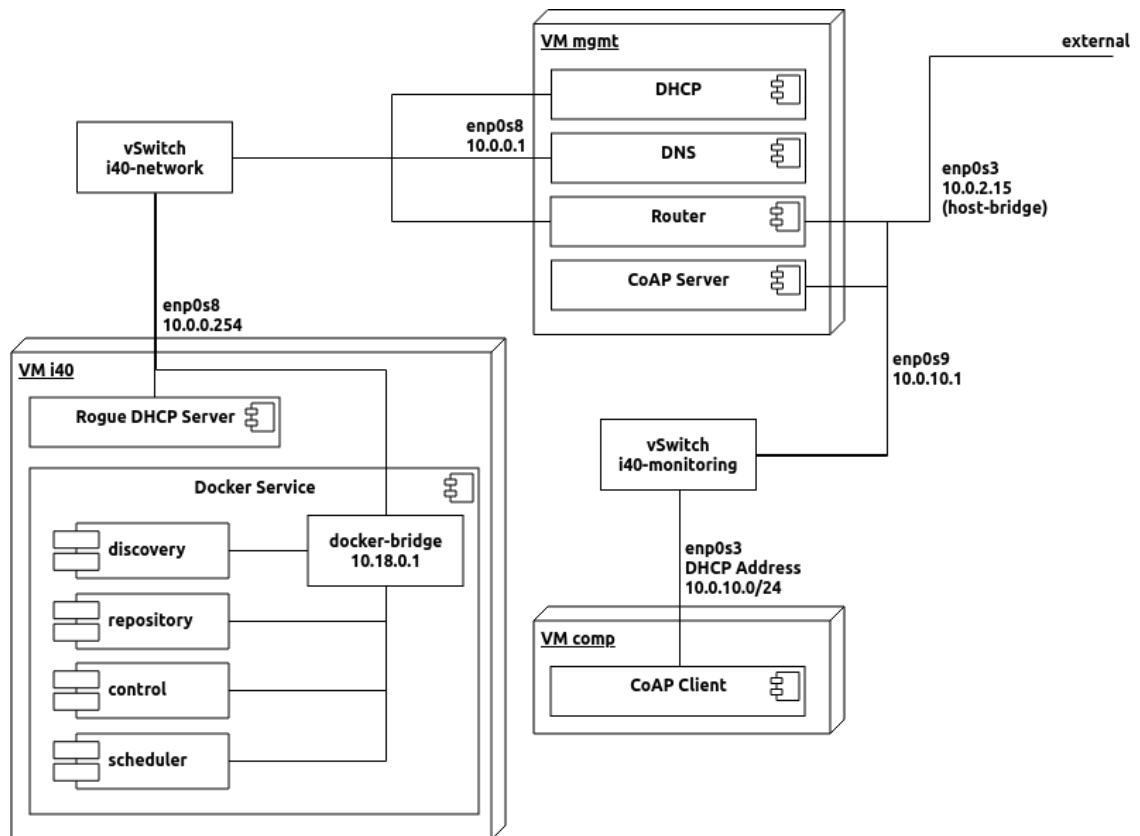 VM mgmt
external
DHCP
enp0s8
10.0.0.1
vSwitch
i40-network
DNS
enp0s3
10.0.2.15
(host-bridge)
Router
CoAP Server
enp0s8
10.0.0.254
VM i40
enp0s9
10.0.10.1
Rogue DHCP Server
vSwitch
i40-monitoring
Docker Service
docker-bridge
10.18.0.1
discovery
enp0s3
DHCP Address
10.0.10.0/24
repository
VM comp
control
CoAP Client
scheduler